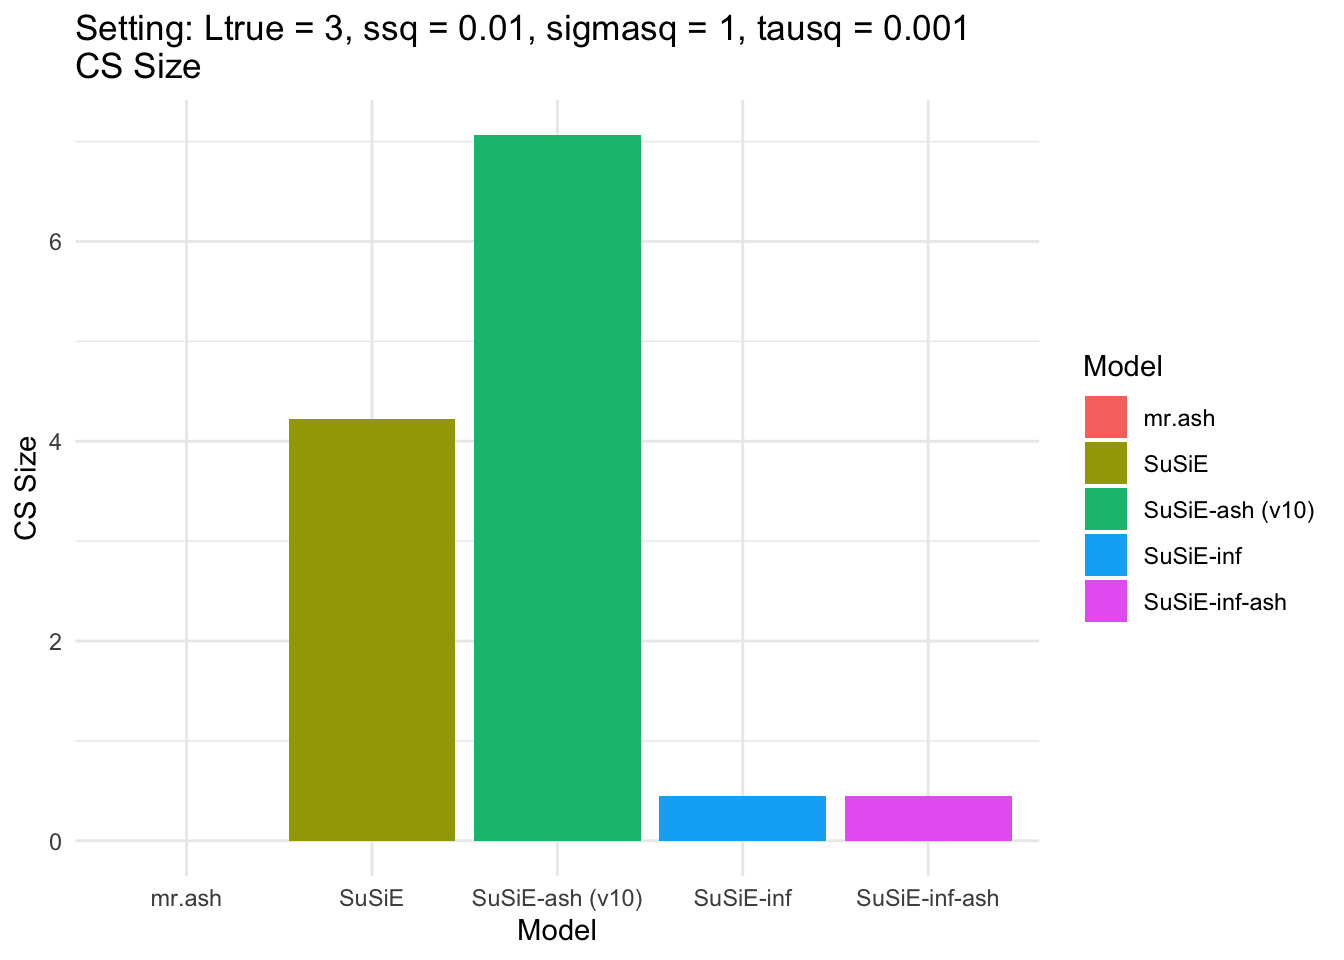 Setting: Ltrue = 3, ssq = 0.01, sigmasq = 1, tausq = 0.001
CS Size
CS Size
6
4
2
0
mr.ash
SuSiE
SuSiE-ash (v10)
SuSiE-inf
SuSiE-inf-ash
Model
Model
mr.ash
SuSiE
SuSiE-ash (v10)
SuSiE-inf
SuSiE-inf-ash